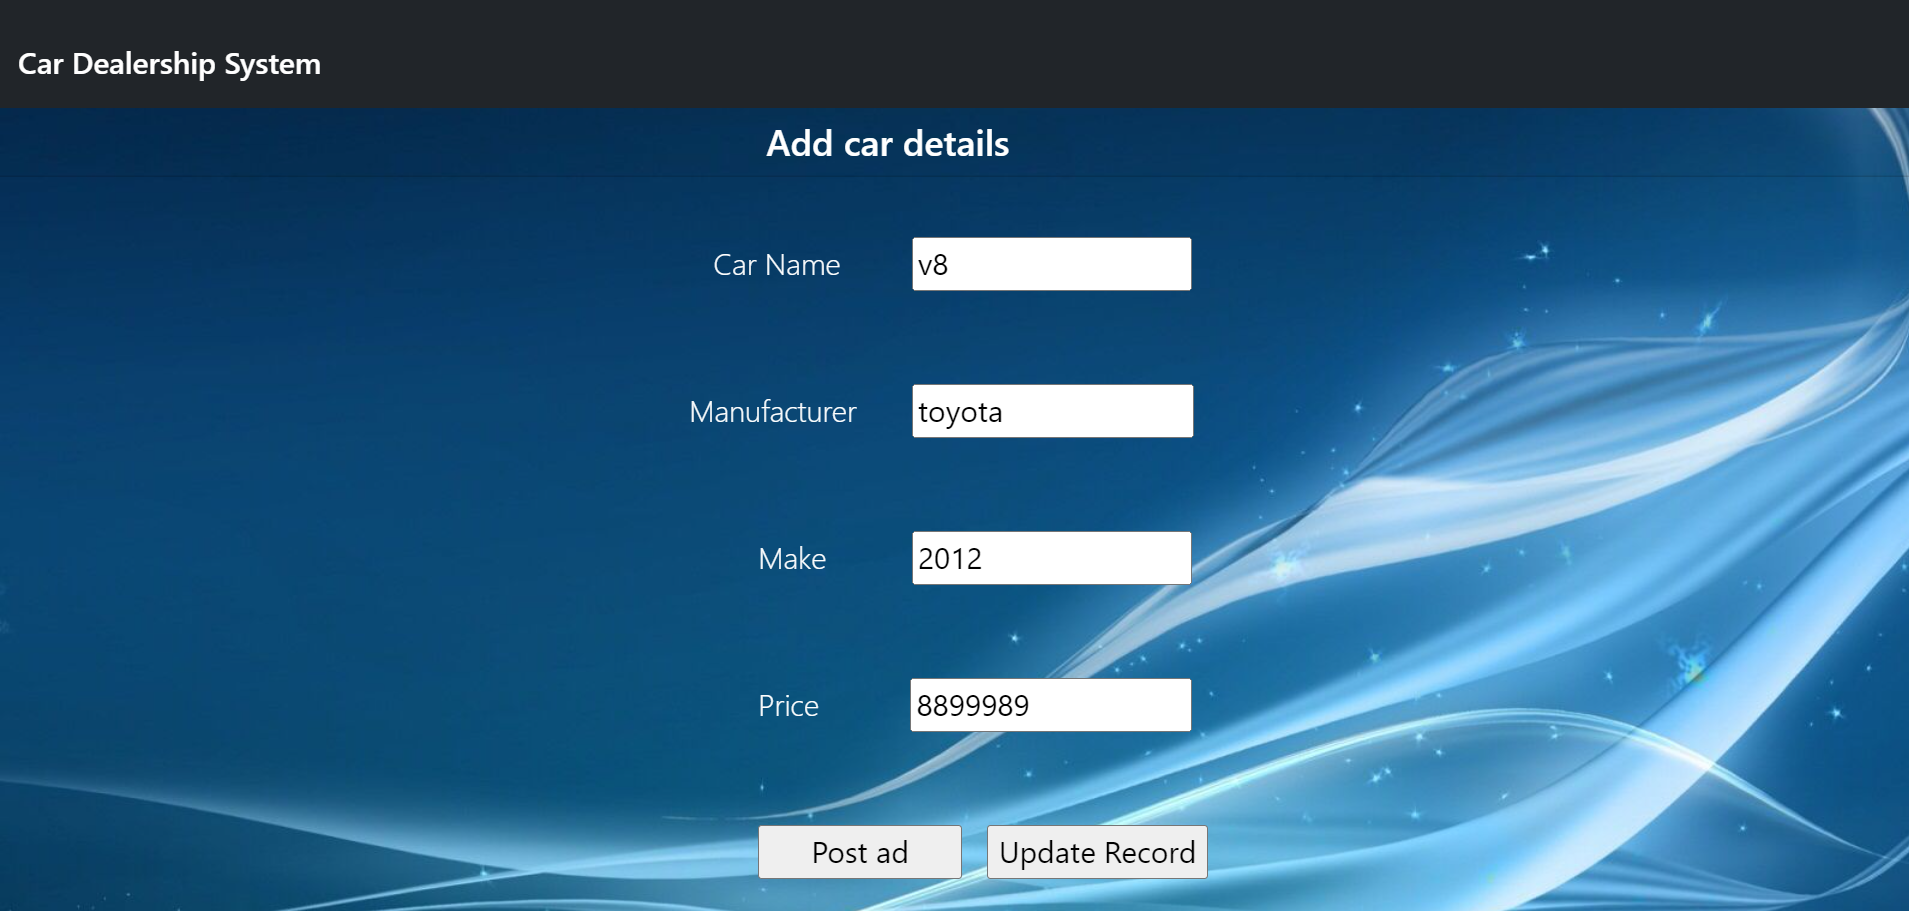 Car Dealership System
Add car details
Car Name v8
Manufacturer toyota
Make 2012
Price 8899989
Post ad Update Record